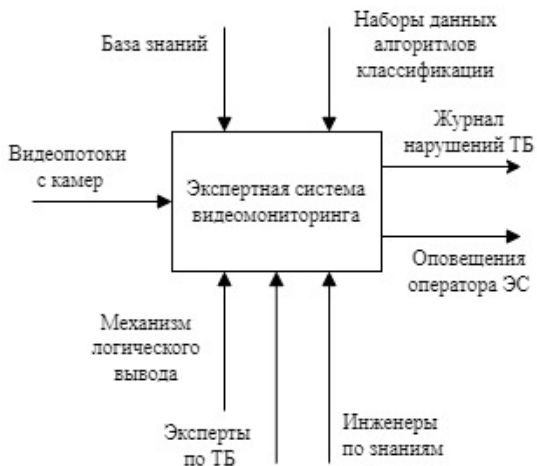 База знаний
Наборы данных
алгоритмов
классификации
Журнал
нарушений ТБ
Видеопотоки
с камер
Экспертная система
видеомониторинга
Оповещения
оператора ЭС
Механизм
логического
вывода
Эксперты
по ТБ
Инженеры
по знаниям